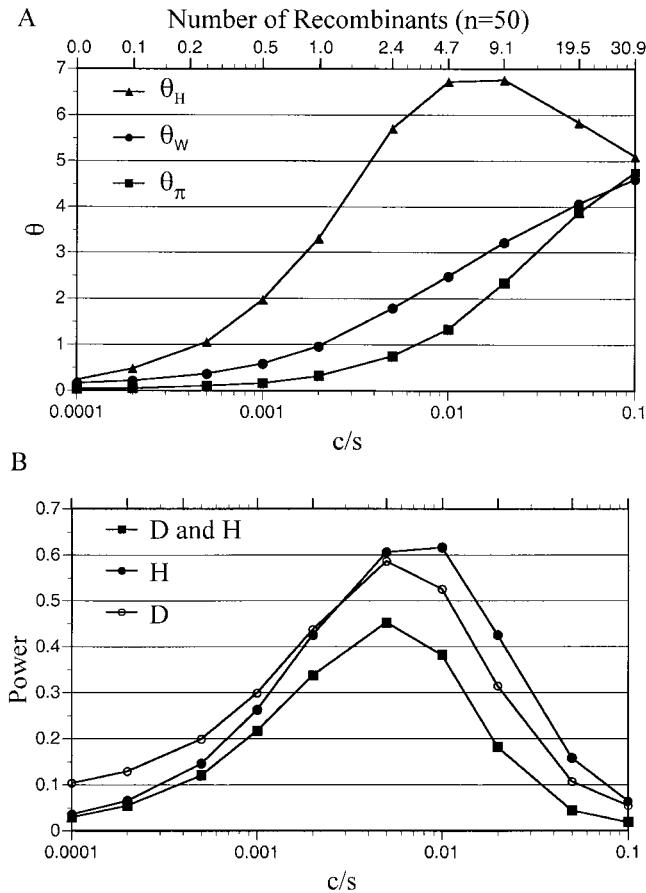 A
Number of Recombinants (n=50)
0.0 0.1 0.2 0.5 1.0 2.4 4.7 9.1 19.5 30.9
7
6
5
4
3
2
1
0
θ
θH
θW
θπ
0.0001 0.001 0.01 0.1
c/s
B
0.7
0.6
0.5
0.4
0.3
0.2
0.1
0
Power
D and H
H
D
0.0001 0.001 0.01 0.1
c/s